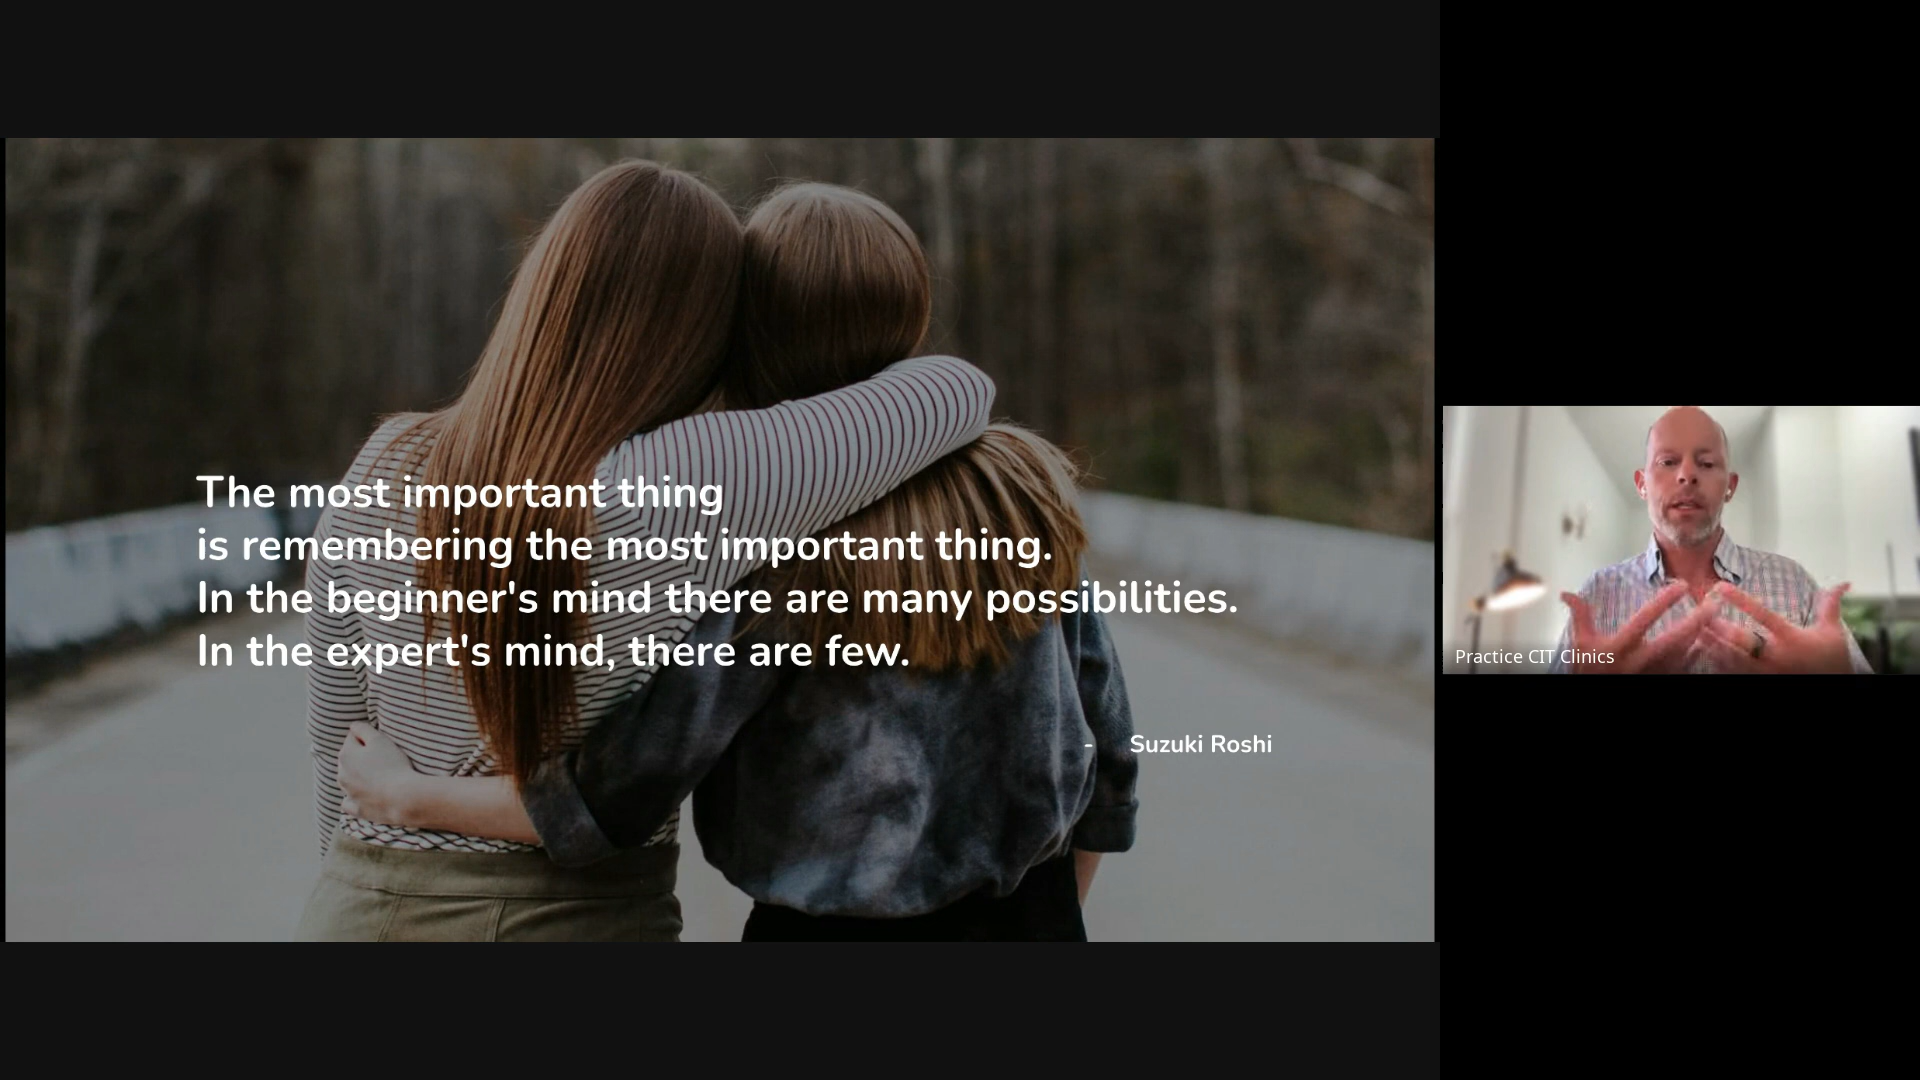 The most important thing
is remembering the most important thing.
In the beginner's mind there are many possibilities.
In the expert's mind, there are few.
- Suzuki Roshi
Practice CIT Clinics